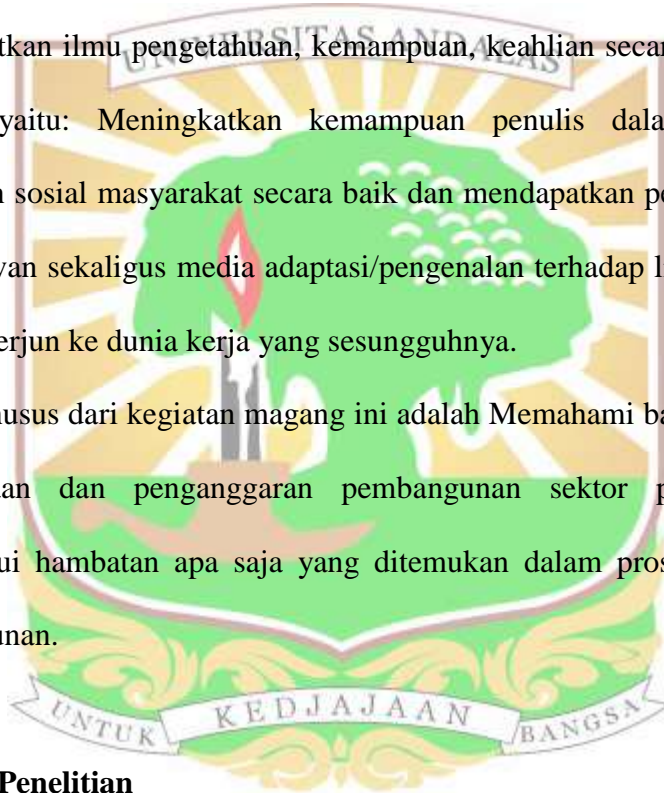 tkan ilmu pengetahuan, kemampuan, keahlian secar
UNIVERSITAS ANDALAS
yaitu: Meningkatkan kemampuan penulis dala
n sosial masyarakat secara baik dan mendapatkan pe
van sekaligus media adaptasi/pengenalan terhadap l
erjun ke dunia kerja yang sesungguhnya.
usus dari kegiatan magang ini adalah Memahami ba
an dan penganggaran pembangunan sektor p
ui hambatan apa saja yang ditemukan dalam pros
unan.
UNTUK KEDJAJAAN BANGSA
Penelitian